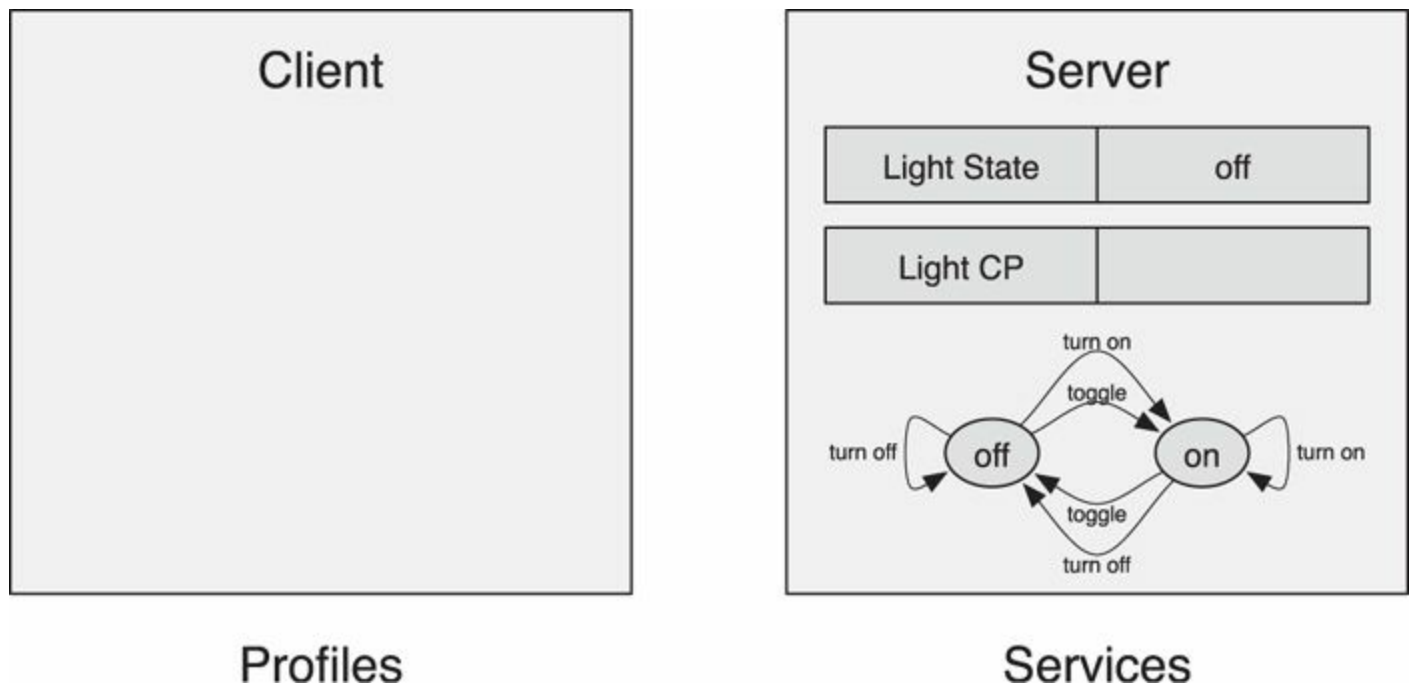 Client
Server
Light State
off
Light CP
turn on
toggle
turn off
off
on
turn on
toggle
turn off
Profiles
Services